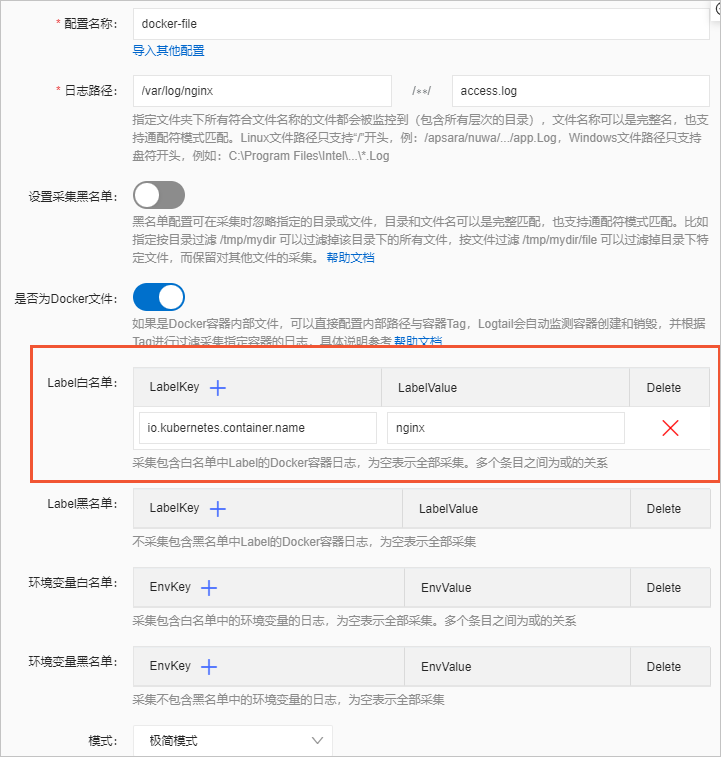 * 配置名称： docker-file
导入其他配置
* 日志路径： /var/log/nginx /**/ access.log
指定文件夹下所有符合文件名称的文件都会被监控到（包含所有层次的目录），文件名称可以是完整名，也支
持通配符模式匹配。Linux文件路径只支持“/”开头，例：/apsara/nuwa/.../app.Log，Windows文件路径只支持
盘符开头，例如：C:\Program Files\Intel\...\*.Log
设置采集黑名单：
黑名单配置可在采集时忽略指定的目录或文件，目录和文件名可以是完整匹配，也支持通配符模式匹配。比如
指定按目录过滤 /tmp/mydir 可以过滤掉该目录下的所有文件，按文件过滤 /tmp/mydir/file 可以过滤掉目录下特
定文件，而保留对其他文件的采集。 帮助文档
是否为Docker文件：
如果是Docker容器内部文件，可以直接配置内部路径与容器Tag，Logtail会自动监测容器创建和销毁，并根据
Tag进行过滤采集指定容器的日志，具体说明参考 帮助文档
Label白名单： LabelKey + LabelValue Delete
io.kubernetes.container.name nginx
采集包含白名单中Label的Docker容器日志，为空表示全部采集。多个条目之间为或的关系
Label黑名单： LabelKey + LabelValue Delete
不采集包含黑名单中Label的Docker容器日志，为空表示全部采集
环境变量白名单： EnvKey + EnvValue Delete
采集包含白名单中的环境变量的日志，为空表示全部采集。多个条目之间为或的关系
环境变量黑名单： EnvKey + EnvValue Delete
采集不包含黑名单中的环境变量的日志，为空表示全部采集
模式： 极简模式